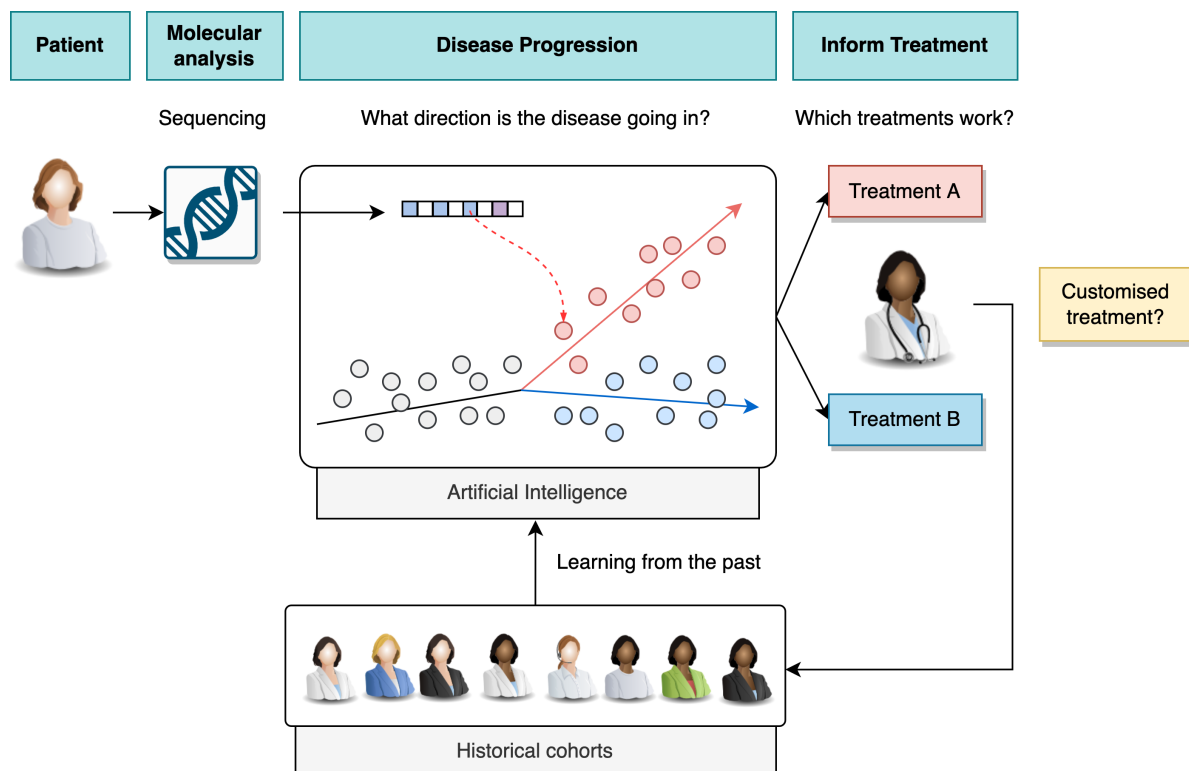 Patient
Molecular
analysis
Disease Progression
Inform Treatment
Sequencing
What direction is the disease going in?
Which treatments work?
Treatment A
Customised
treatment?
Treatment B
Artificial Intelligence
Learning from the past
Historical cohorts